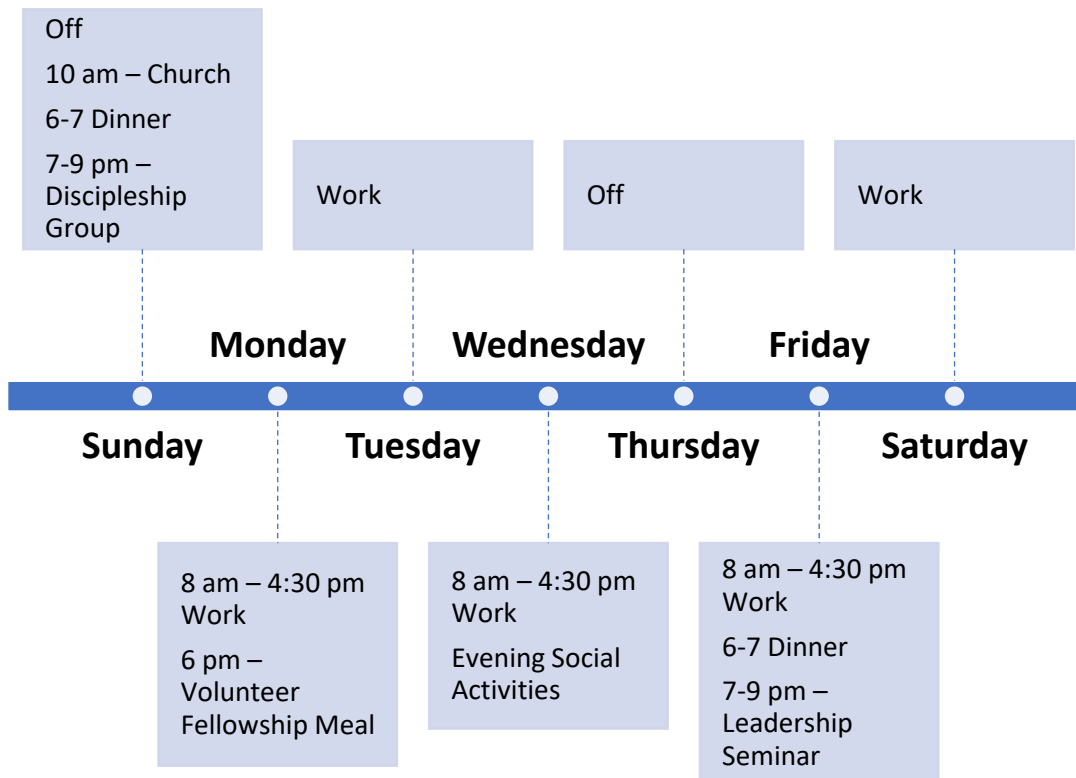 Off
10 am – Church
6-7 Dinner
7-9 pm –
Discipleship
Group
Work
Off
Work
Monday
Wednesday
Friday
Sunday
Tuesday
Thursday
Saturday
8 am – 4:30 pm
Work
6 pm –
Volunteer
Fellowship Meal
8 am – 4:30 pm
Work
Evening Social
Activities
8 am – 4:30 pm
Work
6-7 Dinner
7-9 pm –
Leadership
Seminar